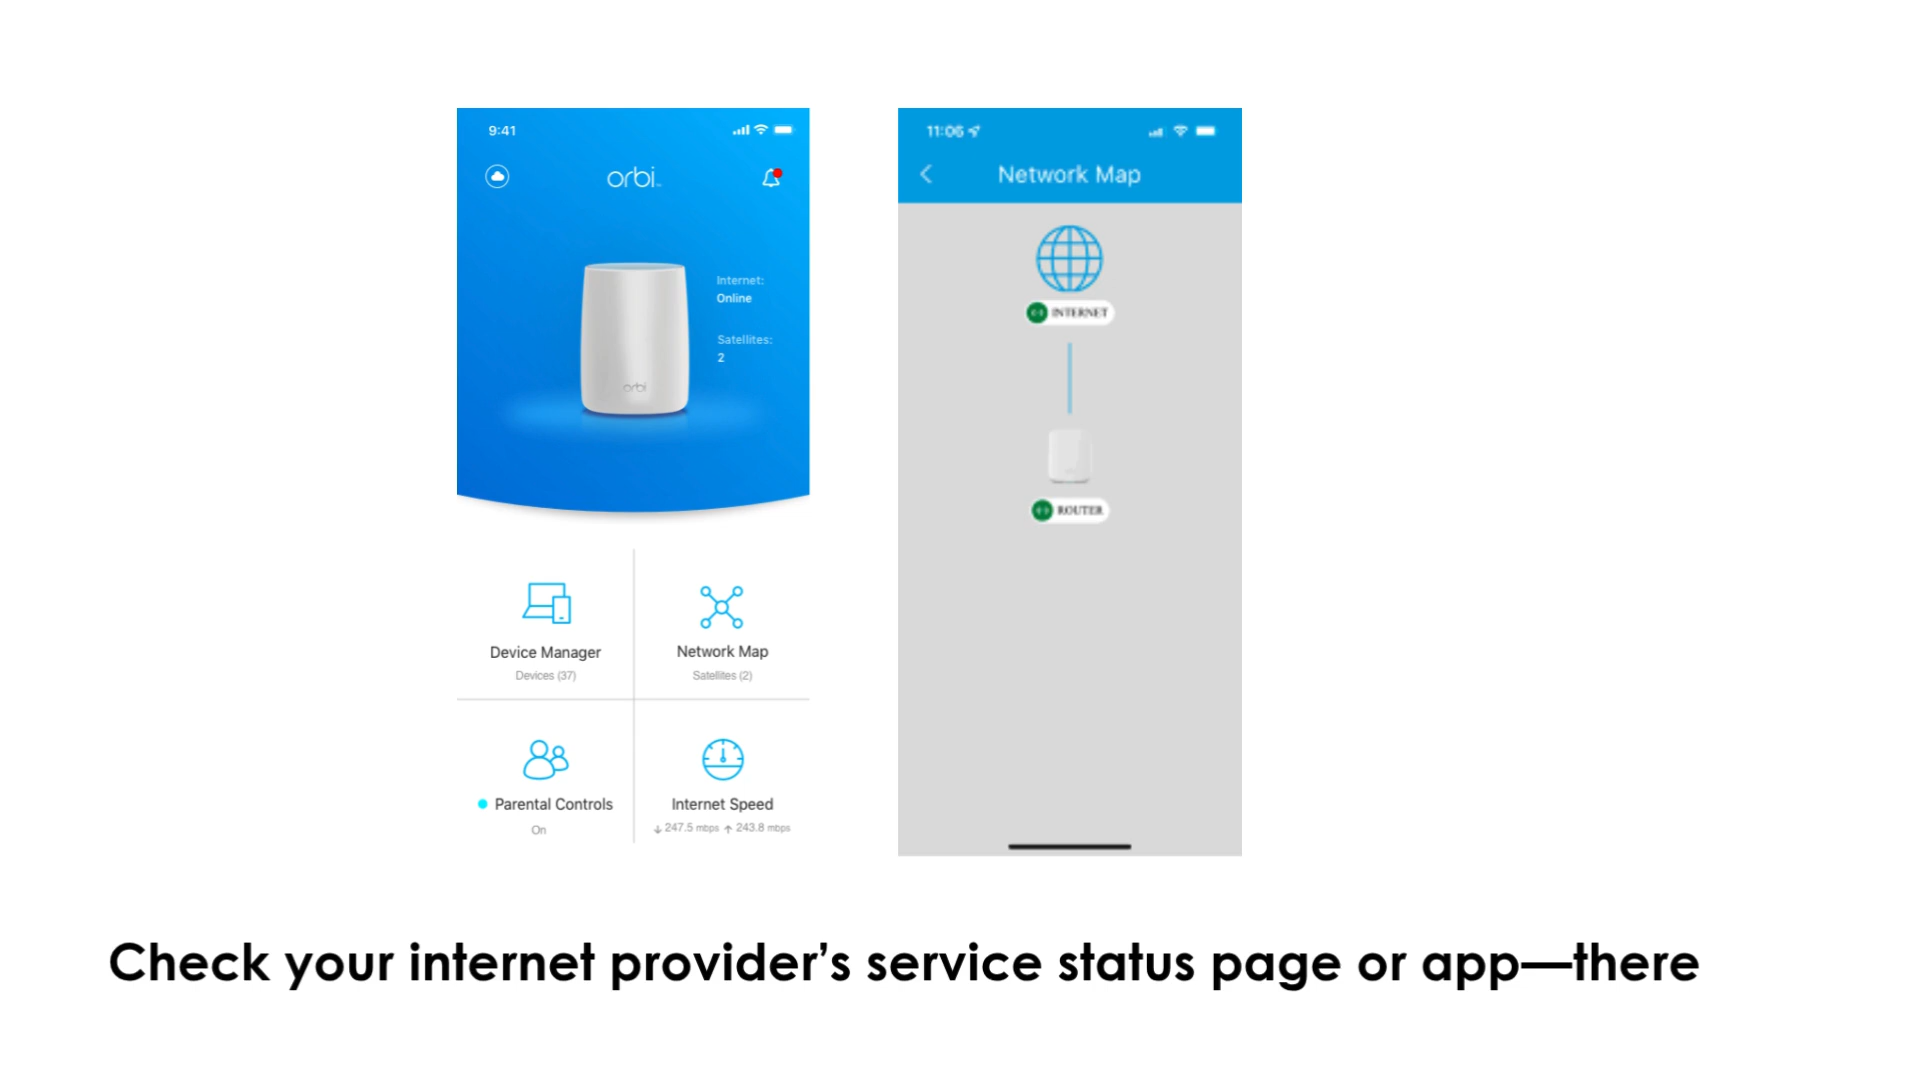 9:41
orbi
Internet:
Online
Satellites:
2
orbi
Device Manager
Devices (37)
Network Map
Satellites (2)
Parental Controls
On
Internet Speed
↓ 247.5 mbps ↑ 243.8 mbps
11:06
Network Map
INTERNET
ROUTER
Check your internet provider’s service status page or app—there